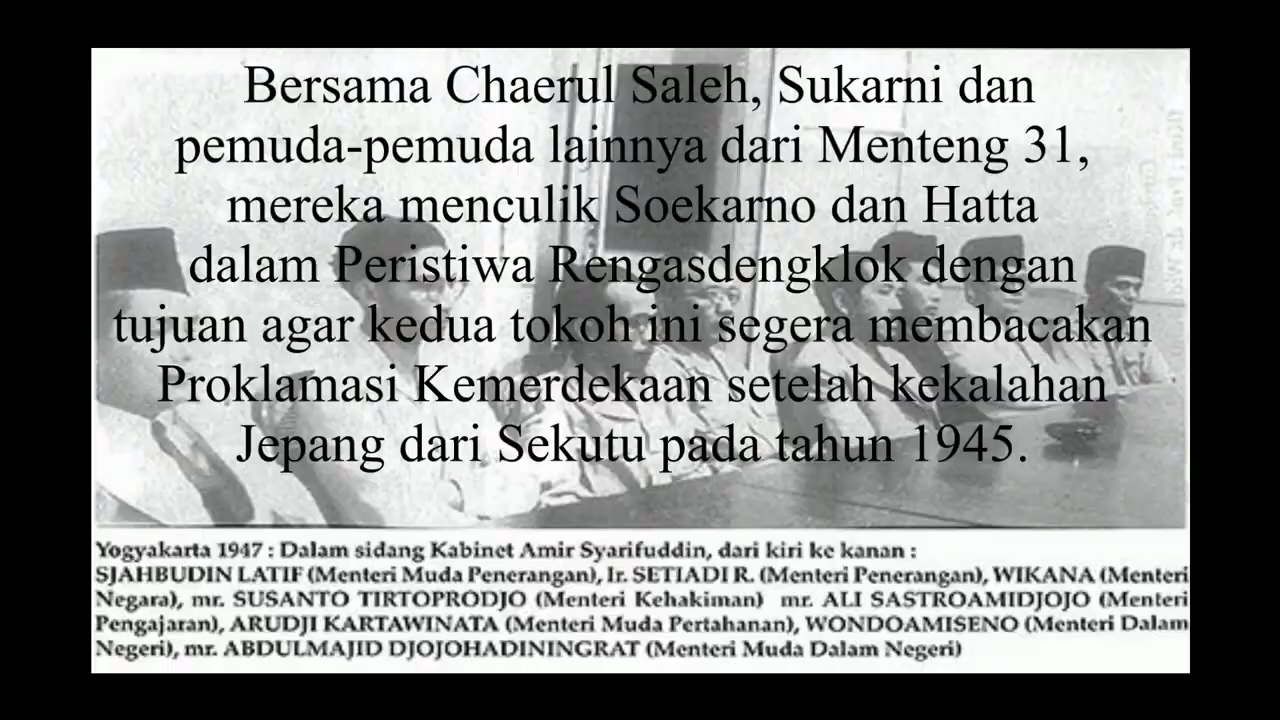 Bersama Chaerul Saleh, Sukarni dan
pemuda-pemuda lainnya dari Menteng 31,
mereka menculik Soekarno dan Hatta
dalam Peristiwa Rengasdengklok dengan
tujuan agar kedua tokoh ini segera membacakan
Proklamasi Kemerdekaan setelah kekalahan
Jepang dari Sekutu pada tahun 1945.
Yogyakarta 1947 : Dalam sidang Kabinet Amir Syarifuddin, dari kiri ke kanan :
SJAHBUDIN LATIF (Menteri Muda Penerangan), Ir. SETIADI R. (Menteri Penerangan), WIKANA (Menteri
Negara), mr. SUSANTO TIRTOPRODJO (Menteri Kehakiman) mr. ALI SASTROAMIDJOJO (Menteri
Pengajaran), ARUDJI KARTAWINATA (Menteri Muda Pertahanan), WONDOAMISENO (Menteri Dalam
Negeri), mr. ABDULMAJID DJOJOHADININGRAT (Menteri Muda Dalam Negeri)